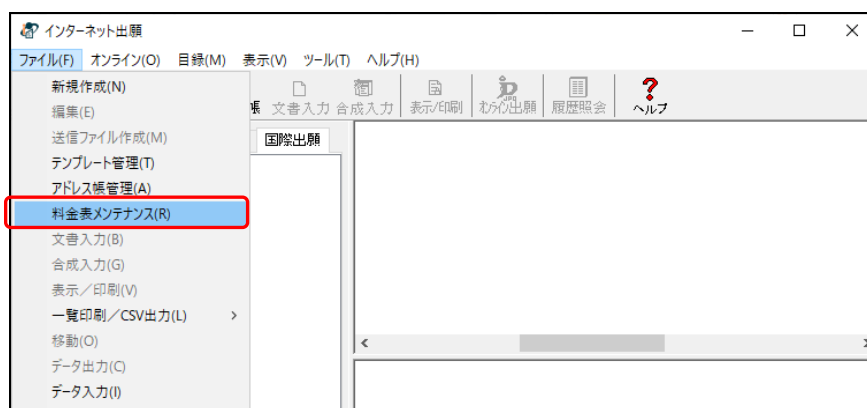 インターネット出願
ファイル(F) オンライン(O) 目録(M) 表示(V) ツール(T) ヘルプ(H)
新規作成(N)
編集(E)
送信ファイル作成(M)
テンプレート管理(T)
アドレス帳管理(A)
料金表メンテナンス(R)
文書入力(B)
合成入力(G)
表示／印刷(V)
一覧印刷／CSV出力(L)
移動(O)
データ出力(C)
データ入力(I)
帳 文書入力 合成入力 表示/印刷 かんたん出願 履歴照会 ヘルプ
国際出願